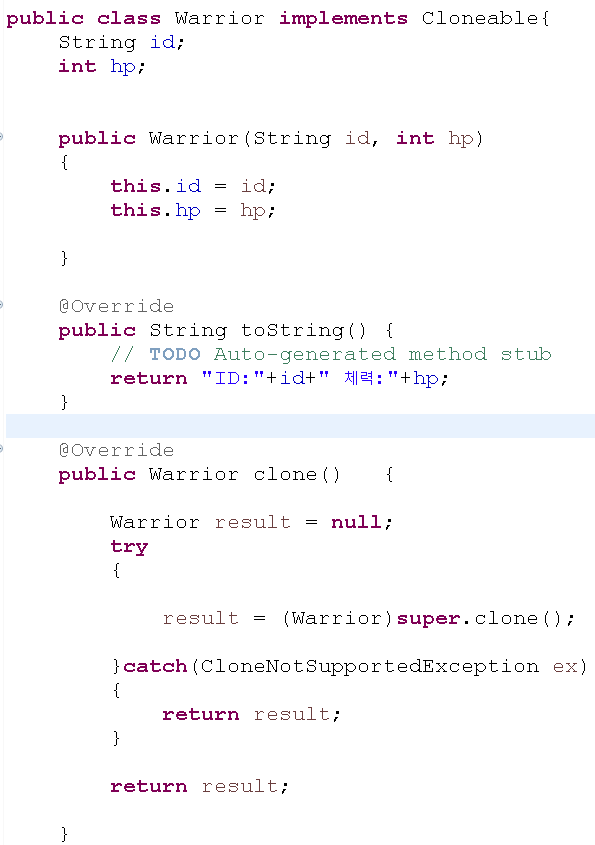 public class Warrior implements Cloneable{
String id;
int hp;
public Warrior(String id, int hp)
{
this.id = id;
this.hp = hp;
}
@Override
public String toString() {
// TODO Auto-generated method stub
return "ID:"+id+" 체력:"+hp;
}
@Override
public Warrior clone() {
Warrior result = null;
try
{
result = (Warrior)super.clone();
}catch(CloneNotSupportedException ex)
{
return result;
}
return result;
}